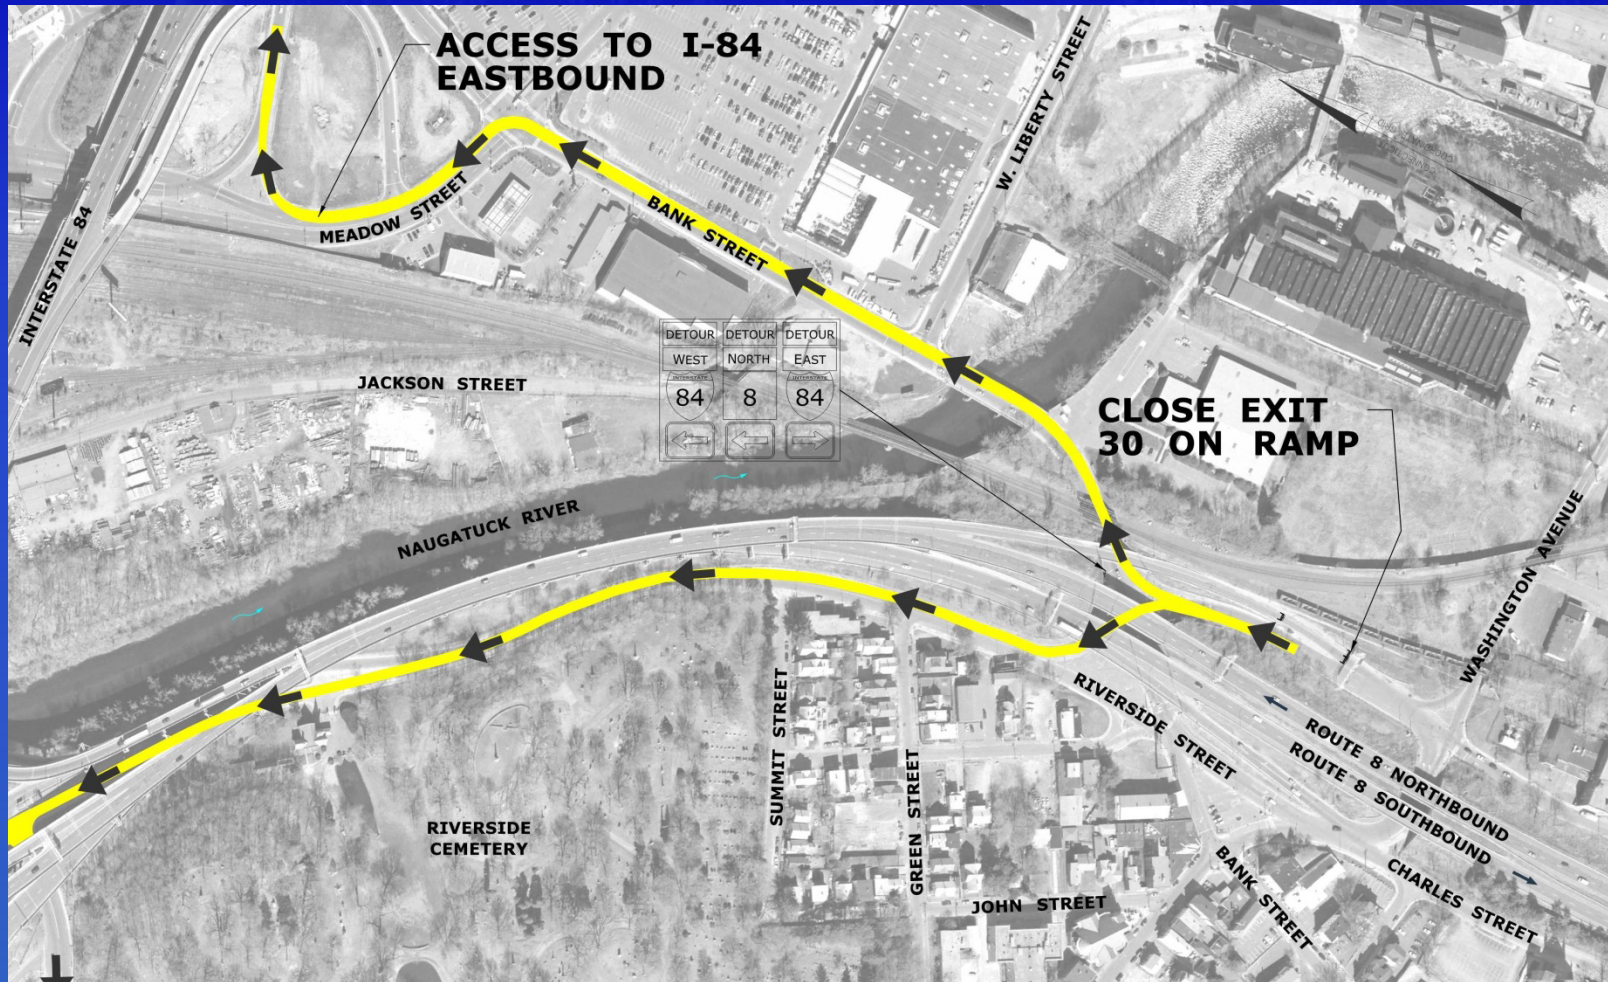 ACCESS TO I-84
EASTBOUND
W. LIBERTY STREET
INTERSTATE 84
MEADOW STREET
BANK STREET
DETOUR DETOUR DETOUR
WEST NORTH EAST
INTERSTATE INTERSTATE
84 8 84
JACKSON STREET
CLOSE EXIT
30 ON RAMP
NAUGATUCK RIVER
WASHINGTON AVENUE
RIVERSIDE STREET
ROUTE 8 NORTHBOUND
ROUTE 8 SOUTHBOUND
SUMMIT STREET
GREEN STREET
RIVERSIDE
CEMETERY
BANK STREET
CHARLES STREET
JOHN STREET